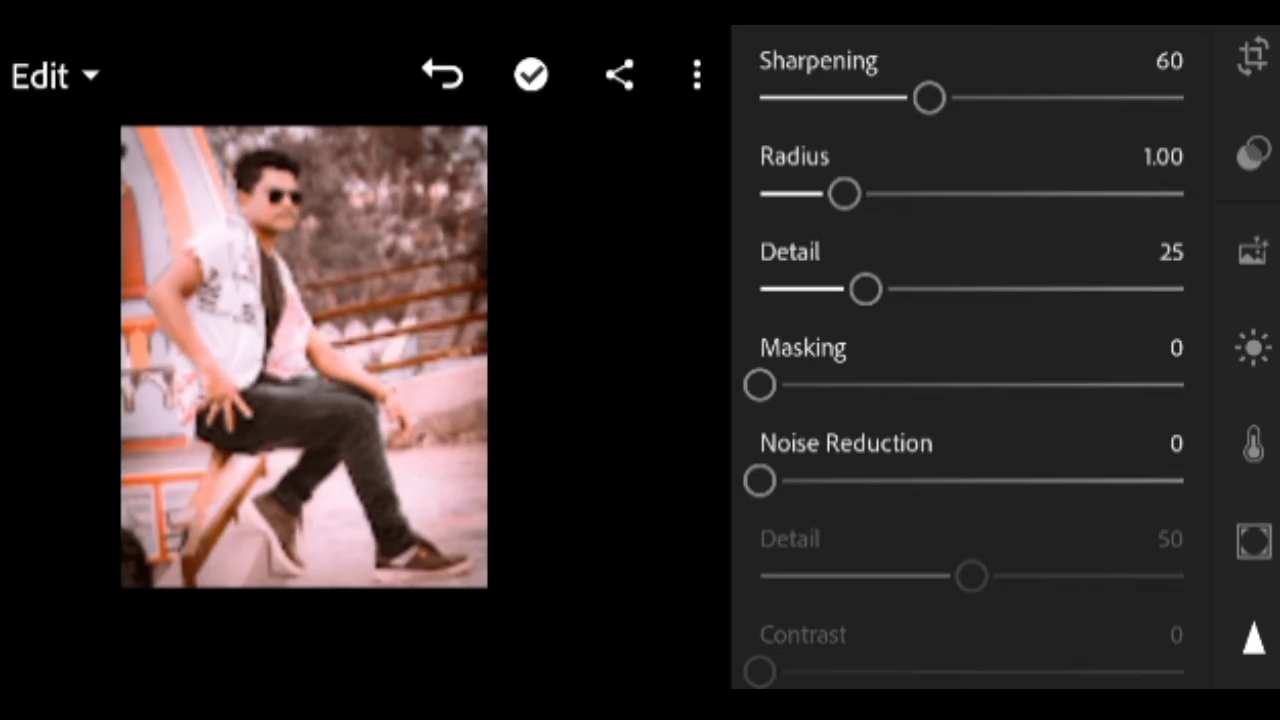 Edit
Sharpening 60
Radius 1.00
Detail 25
Masking 0
Noise Reduction 0
Detail 50
Contrast 0